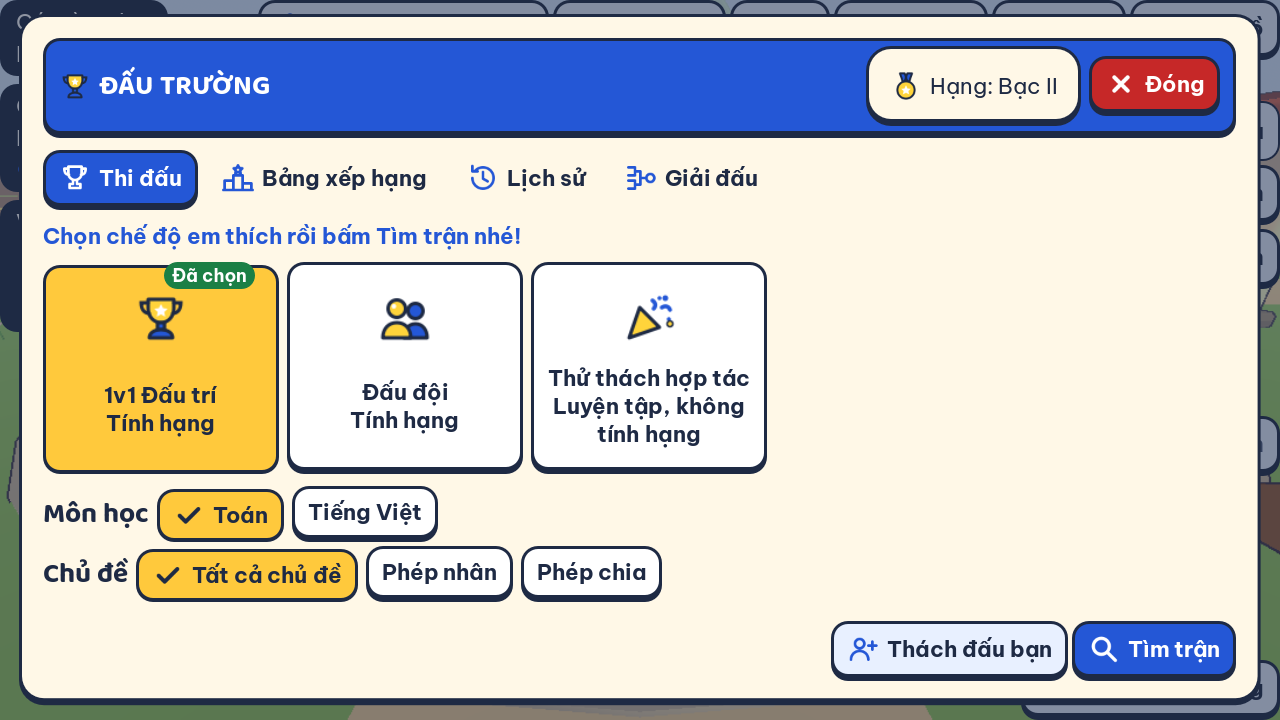 ĐẤU TRƯỜNG
Hạng: Bạc II
Đóng
Thi đấu
Bảng xếp hạng
Lịch sử
Giải đấu
Chọn chế độ em thích rồi bấm Tìm trận nhé!
Đã chọn
1v1 Đấu trí
Tính hạng
Đấu đội
Tính hạng
Thử thách hợp tác
Luyện tập, không
tính hạng
Môn học
Toán
Tiếng Việt
Chủ đề
Tất cả chủ đề
Phép nhân
Phép chia
Thách đấu bạn
Tìm trận